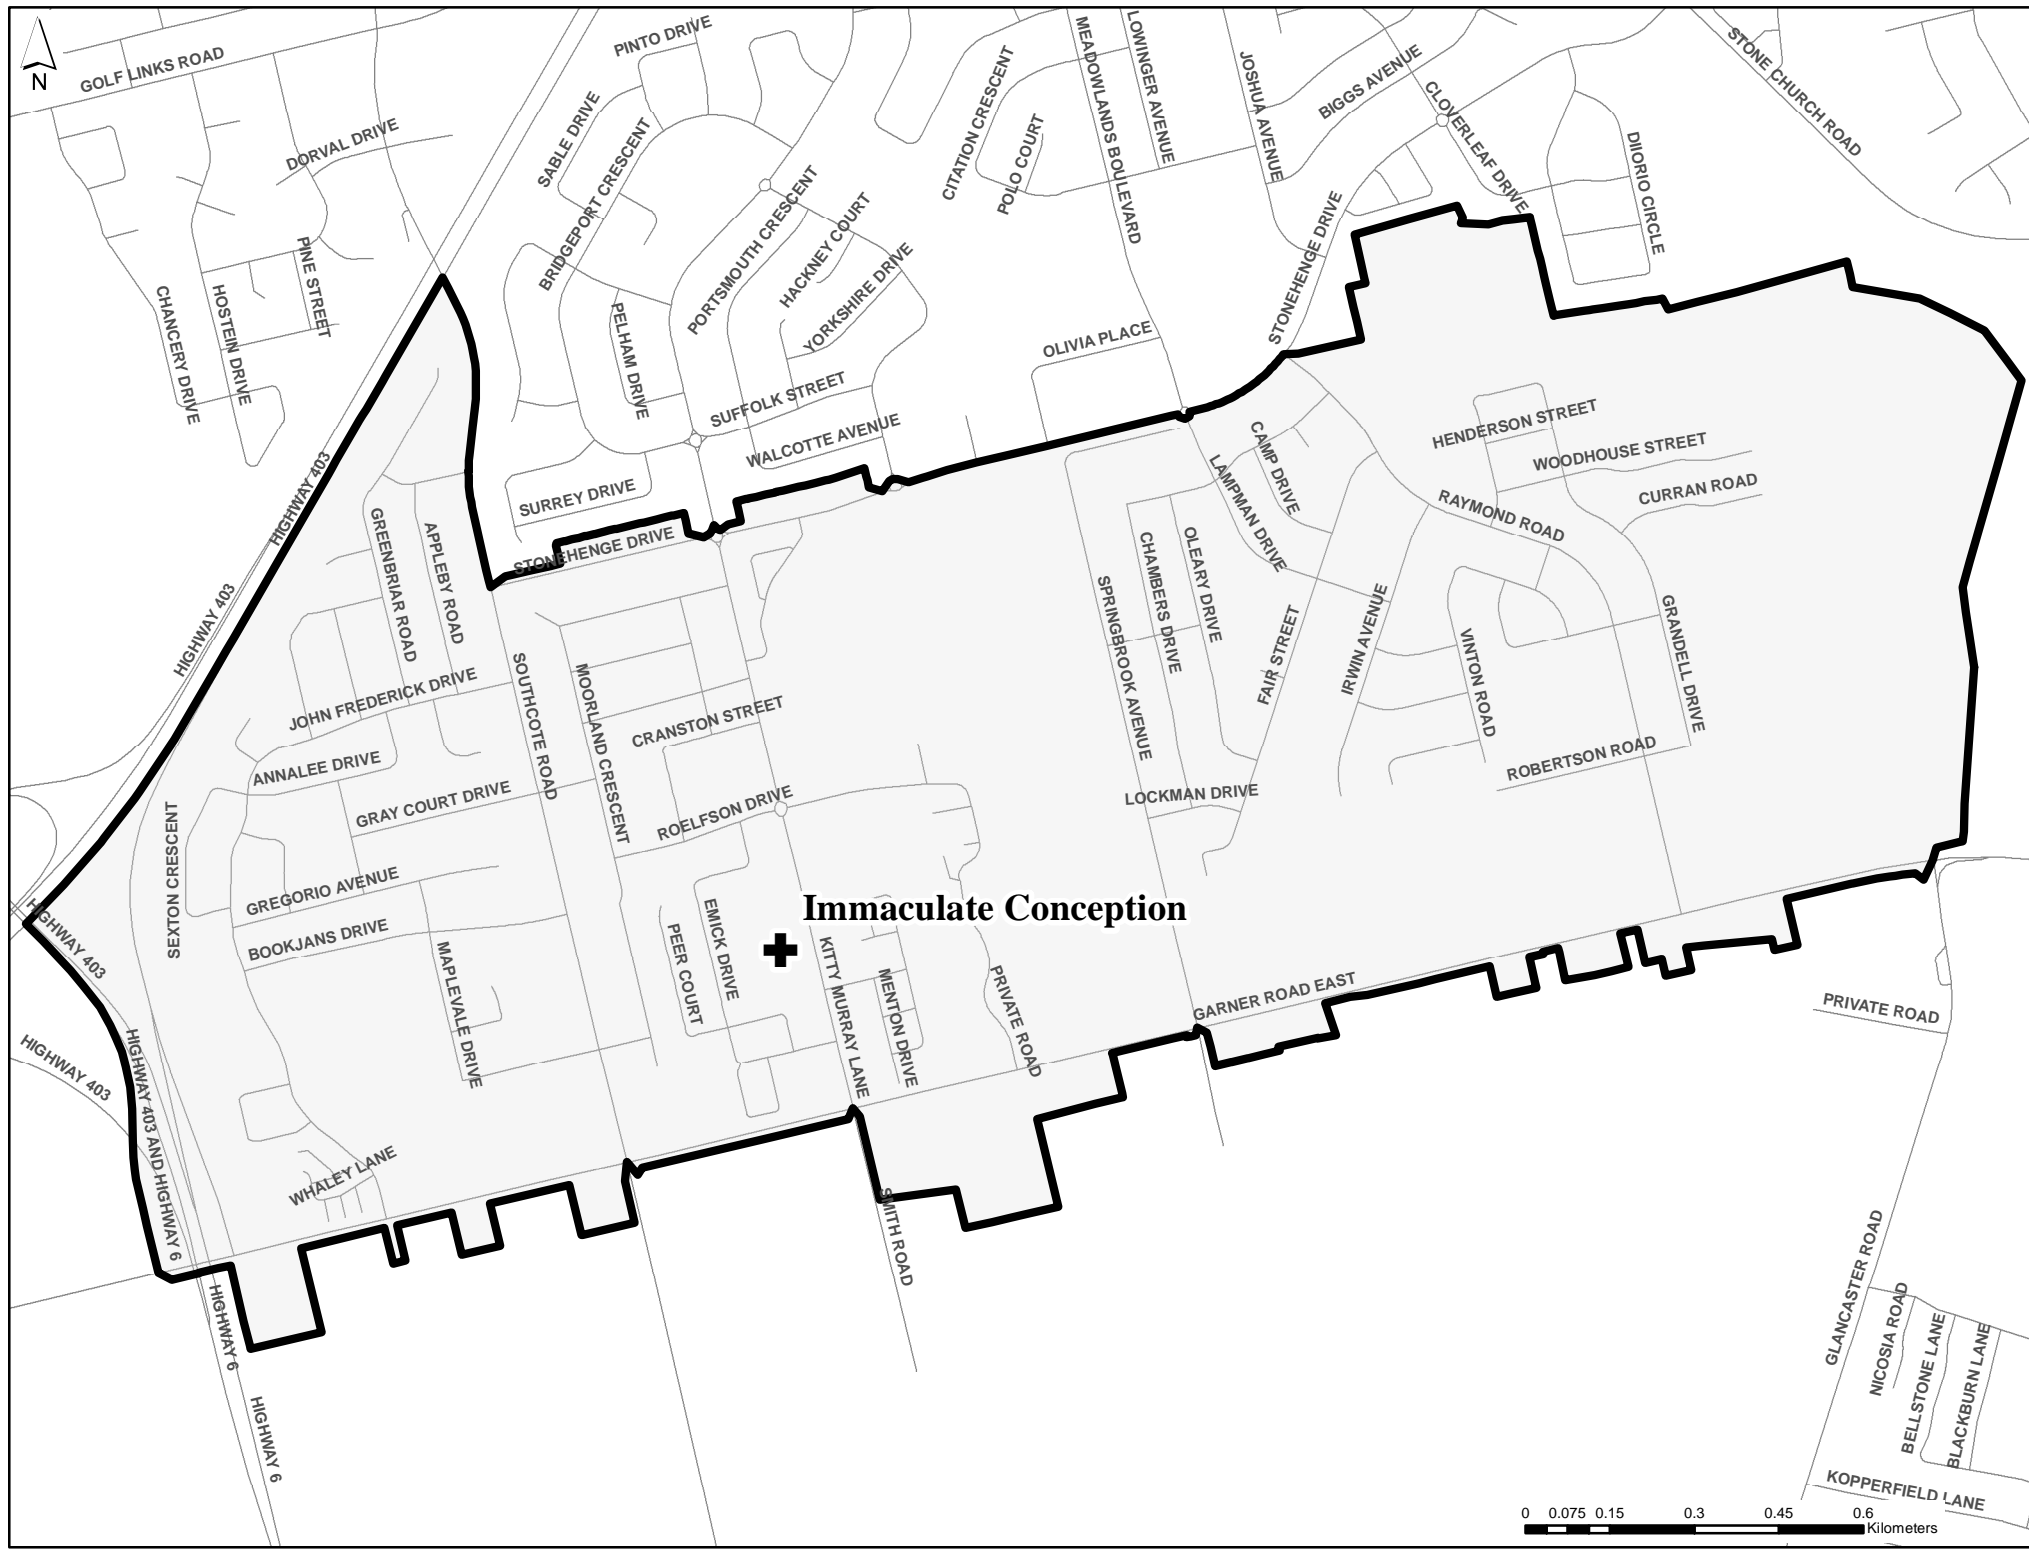 GOLF LINKS ROAD
PINTO DRIVE
MEADOWLANDS BOULEVARD
LOWINGER AVENUE
JOSHUA AVENUE
BIGGS AVENUE
CLOVERLEAF DRIVE
STONE CHURCH ROAD
N
DORVAL DRIVE
SABLE DRIVE
BRIDGEPORT CRESCENT
CITATION CRESCENT
POLO COURT
DIIORIO CIRCLE
PINE STREET
PORTSMOUTH CRESCENT
HACKNEY COURT
YORKSHIRE DRIVE
STONEHENGE DRIVE
CHANCERY DRIVE
HOSTEIN DRIVE
PELHAM DRIVE
OLIVIA PLACE
SUFFOLK STREET
WALCOTTE AVENUE
SURREY DRIVE
STONEHENGE DRIVE
HIGHWAY 403
HIGHWAY 403
GREENBRIAR ROAD
APPLEBY ROAD
LAMPMAN DRIVE
CAMP DRIVE
HENDERSON STREET
WOODHOUSE STREET
CURRAN ROAD
RAYMOND ROAD
SPRINGBROOK AVENUE
CHAMBERS DRIVE
OLEARY DRIVE
FAIR STREET
IRWIN AVENUE
VINTON ROAD
GRANDELL DRIVE
JOHN FREDERICK DRIVE
SOUTHCOTE ROAD
MOORLAND CRESCENT
CRANSTON STREET
ANNALEE DRIVE
GRAY COURT DRIVE
ROELFSON DRIVE
LOCKMAN DRIVE
ROBERTSON ROAD
SEXTON CRESCENT
GREGORIO AVENUE
BOOKJANS DRIVE
HIGHWAY 403
MAPLEVALE DRIVE
PEER COURT
EMICK DRIVE
Immaculate Conception
KITTY MURRAY LANE
MENTON DRIVE
PRIVATE ROAD
GARNER ROAD EAST
PRIVATE ROAD
HIGHWAY 403
HIGHWAY 403 AND HIGHWAY 6
WHALEY LANE
SMITH ROAD
HIGHWAY 6
HIGHWAY 6
GLANCASTER ROAD
NICOSIA ROAD
BELLSTONE LANE
BLACKBURN LANE
KOPPERFIELD LANE
0 0.075 0.15 0.3 0.45 0.6
Kilometers